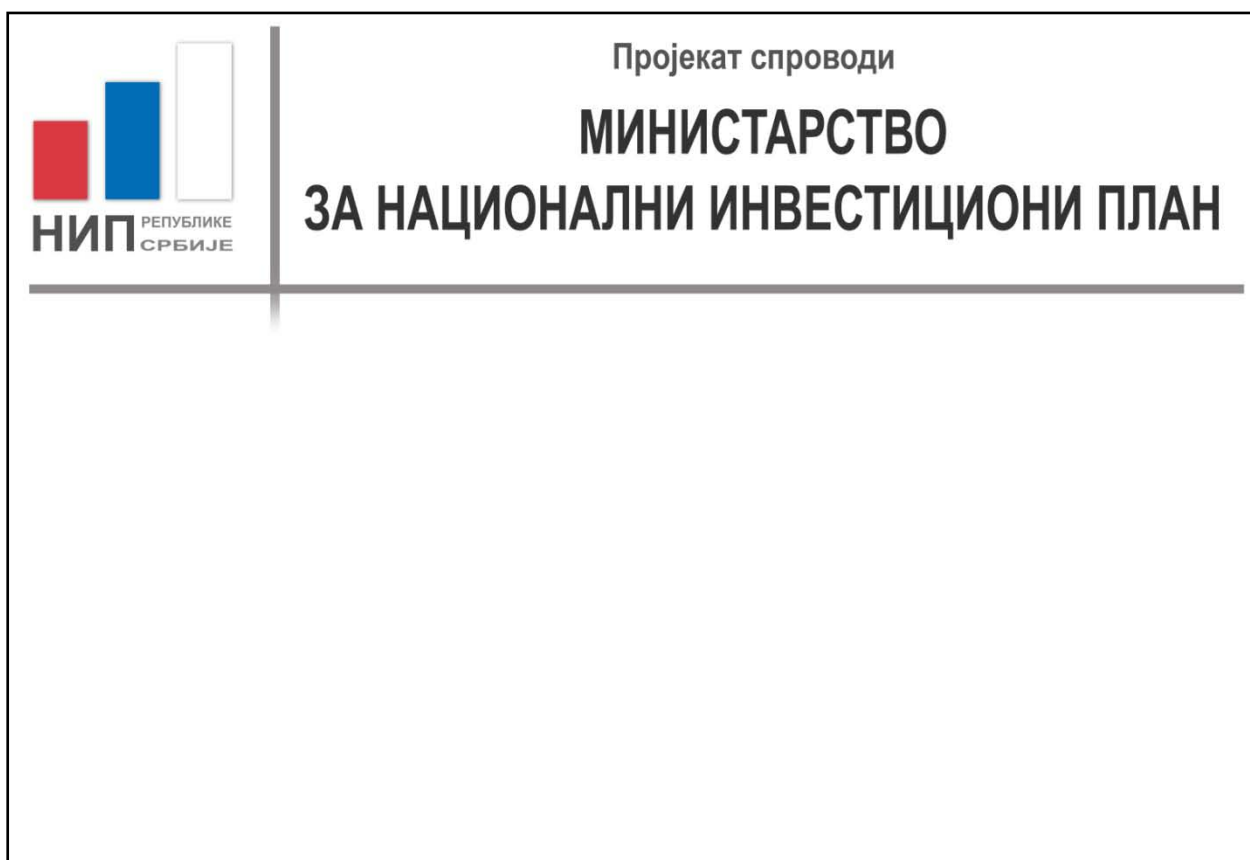 Пројекат спроводи
МИНИСТАРСТВО
ЗА НАЦИОНАЛНИ ИНВЕСТИЦИОНИ ПЛАН
НИП РЕПУБЛИКЕ
СРБИЈЕ